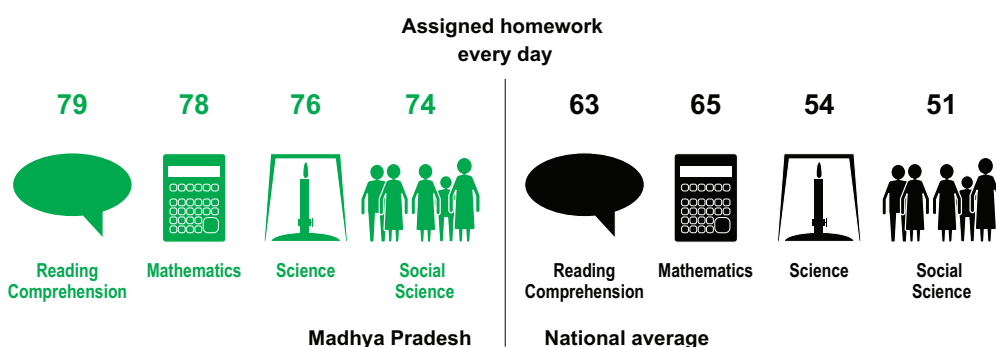 Assigned homework
every day
79 78 76 74 63 65 54 51
Reading Comprehension Mathematics Science Social Science Reading Comprehension Mathematics Science Social Science
Madhya Pradesh National average